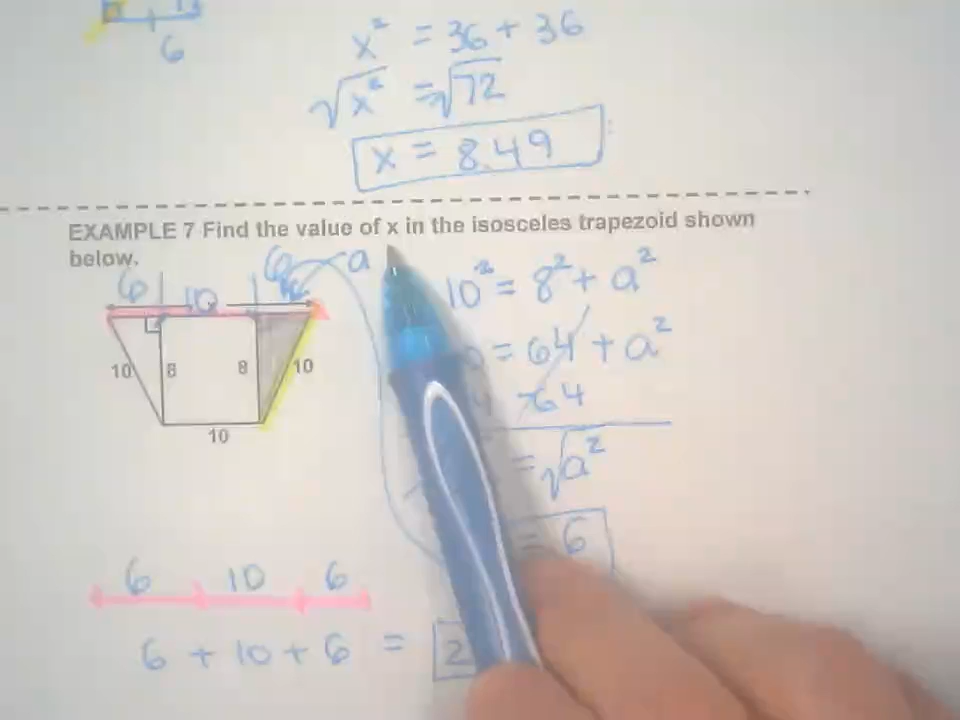 6
x² = 36 + 36
√x² = √72
x = 8.49
EXAMPLE 7 Find the value of x in the isosceles trapezoid shown
below.
6 a
6 10
10 8 8 10
10
10² = 8² + a²
= 64 + a²
64
= √a²
= 6
6 10 6
6 + 10 + 6 = 2